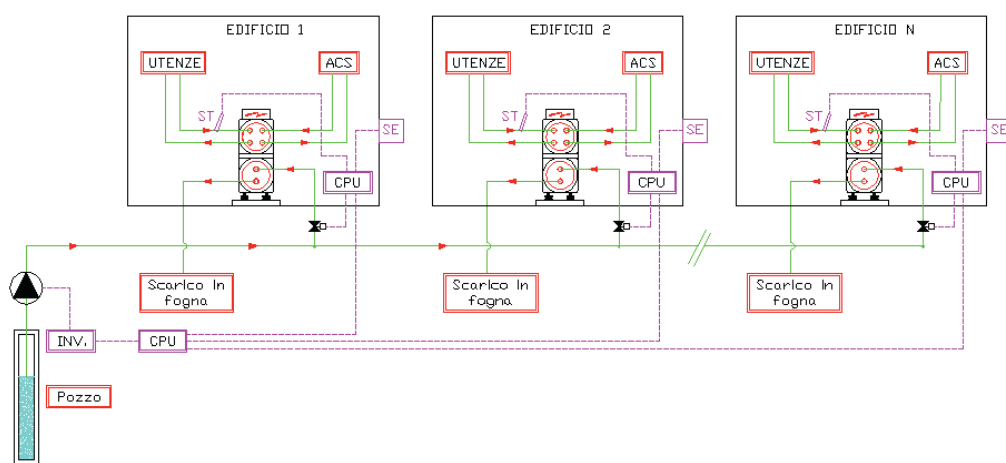 EDIFICIO 1
EDIFICIO 2
EDIFICIO N
UTENZE
ACS
UTENZE
ACS
UTENZE
ACS
ST
SE
ST
SE
ST
SE
CPU
CPU
CPU
Scarico in
fogna
Scarico in
fogna
Scarico in
fogna
INV.
CPU
Pozzo